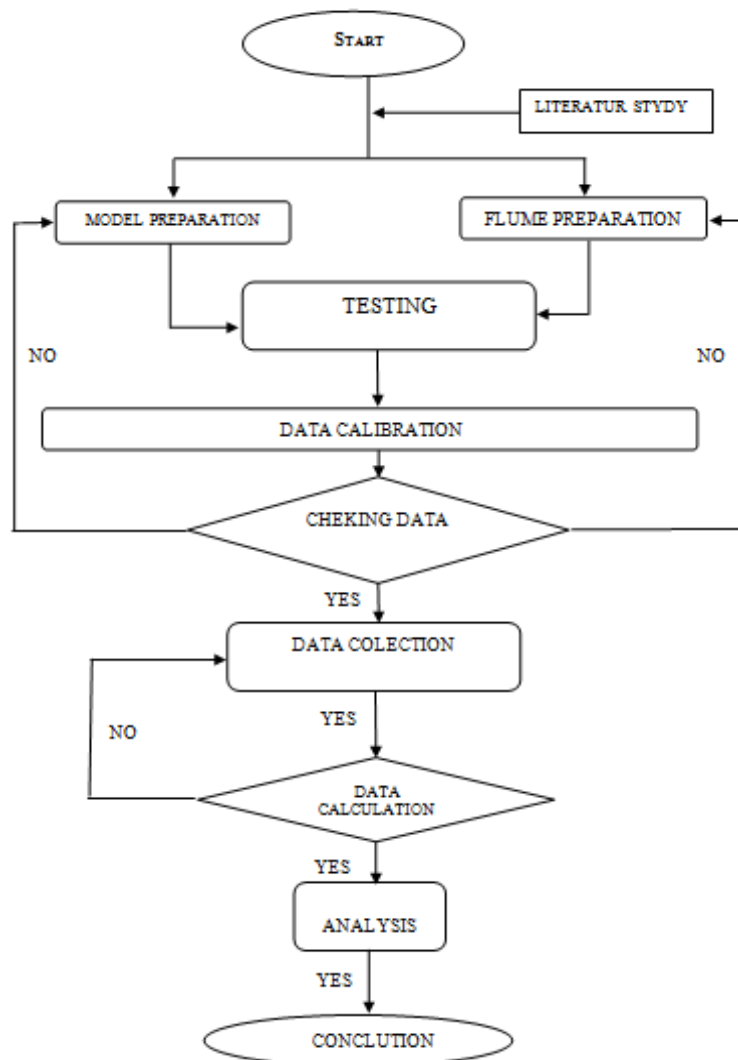 START
LITERATUR STYDY
MODEL PREPARATION
FLUME PREPARATION
TESTING
NO
NO
DATA CALIBRATION
CHEKING DATA
YES
DATA COLECTION
YES
NO
DATA
CALCULATION
YES
ANALYSIS
YES
CONCLUTION